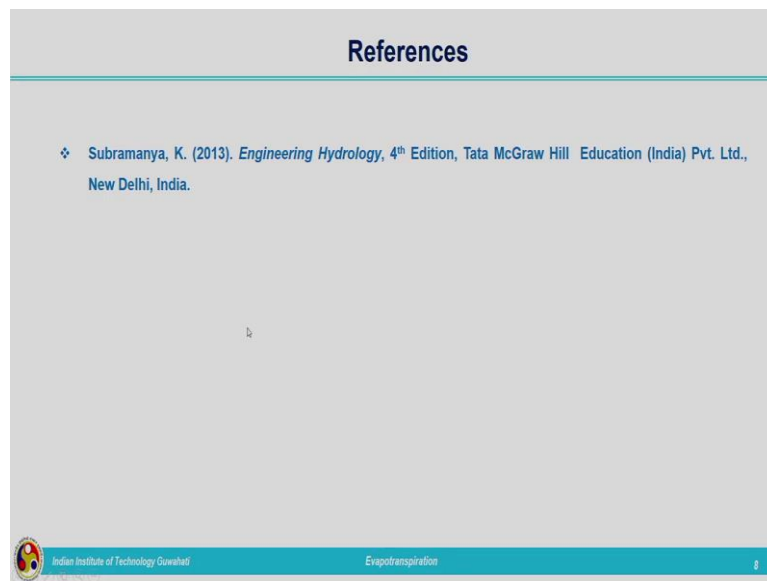 References
❖ Subramanya, K. (2013). Engineering Hydrology, 4th Edition, Tata McGraw Hill Education (India) Pvt. Ltd.,
New Delhi, India.
Indian Institute of Technology Guwahati Evapotranspiration 8